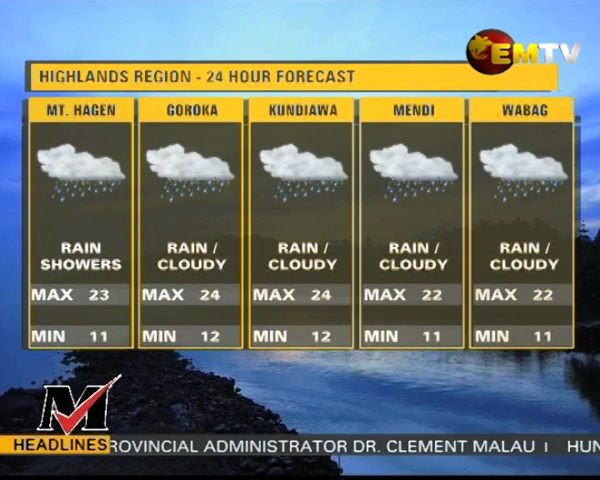 EMTV
HIGHLANDS REGION - 24 HOUR FORECAST
MT. HAGEN
RAIN
SHOWERS
MAX 23
MIN 11
GOROKA
RAIN /
CLOUDY
MAX 24
MIN 12
KUNDIAWA
RAIN /
CLOUDY
MAX 24
MIN 12
MENDI
RAIN /
CLOUDY
MAX 22
MIN 11
WABAG
RAIN /
CLOUDY
MAX 22
MIN 11
M
HEADLINES ROVINCIAL ADMINISTRATOR DR. CLEMENT MALAU | HUN